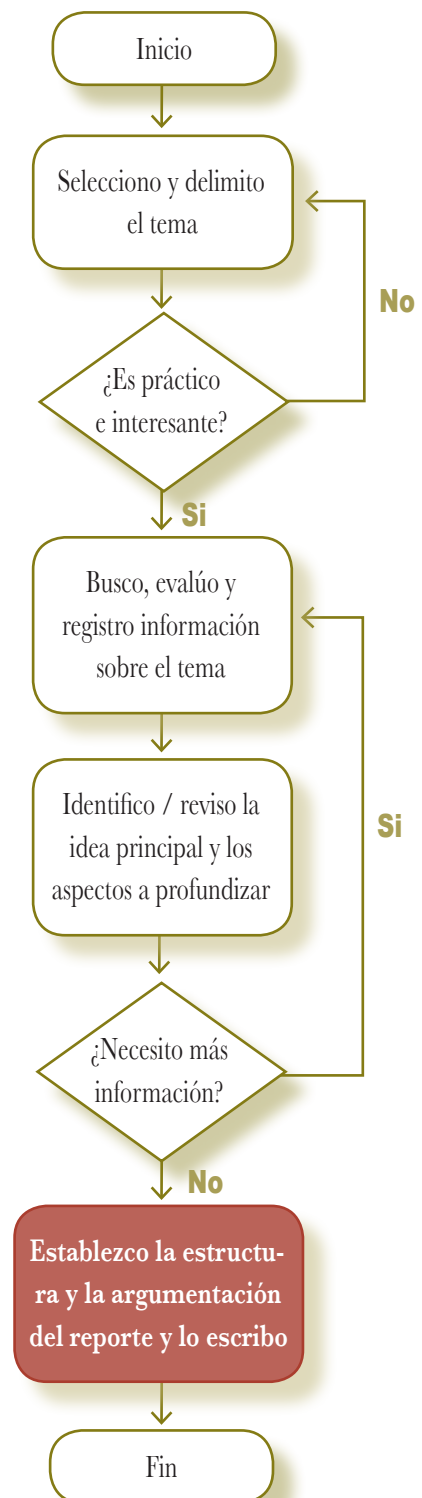 Inicio
Selecciono y delimito
el tema
No
¿Es práctico
e interesante?
Si
Busco, evalúo y
registro información
sobre el tema
Identifico / reviso la
idea principal y los
aspectos a profundizar
Si
¿Necesito más
información?
No
Establezco la estructu-
ra y la argumentación
del reporte y lo escribo
Fin